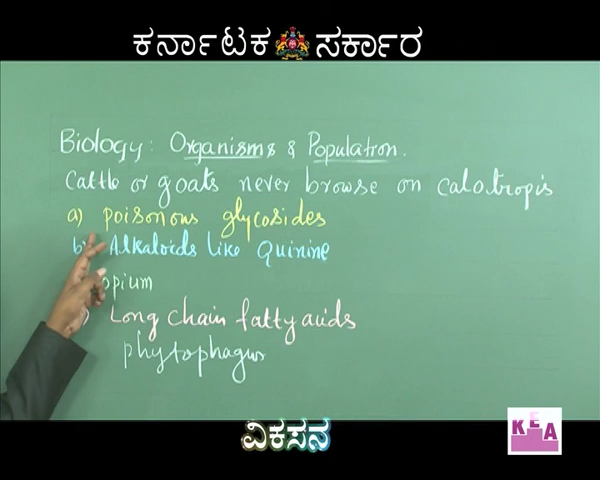 ಕರ್ನಾಟಕ ಸರ್ಕಾರ
Biology: Organisms & Population.
Cattle or goats never browse on calotropis
a) poisonous glycosides
b) Alkaloids like Quinine
opium
) Long chain fatty acids
phytophagus
ವಿಕಸನ
KEA